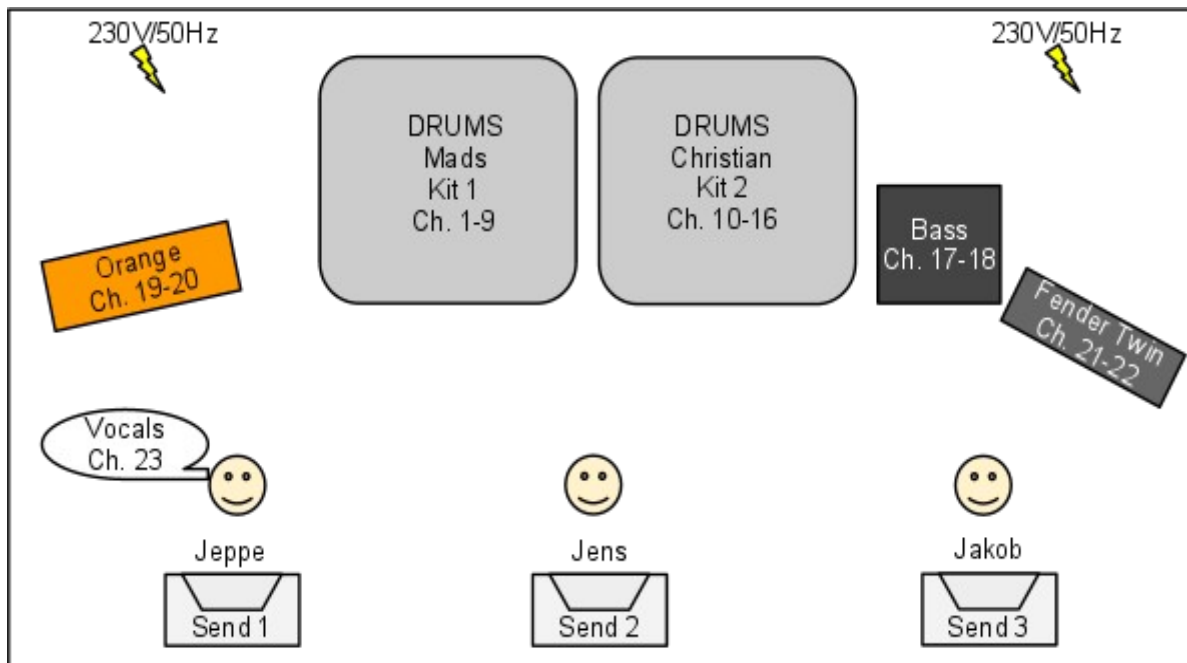 230V/50Hz
230V/50Hz
DRUMS
Mads
Kit 1
Ch. 1-9
DRUMS
Christian
Kit 2
Ch. 10-16
Bass
Ch. 17-18
Orange
Ch. 19-20
Fender Twin
Ch. 21-22
Vocals
Ch. 23
Jeppe
Jens
Jakob
Send 1
Send 2
Send 3